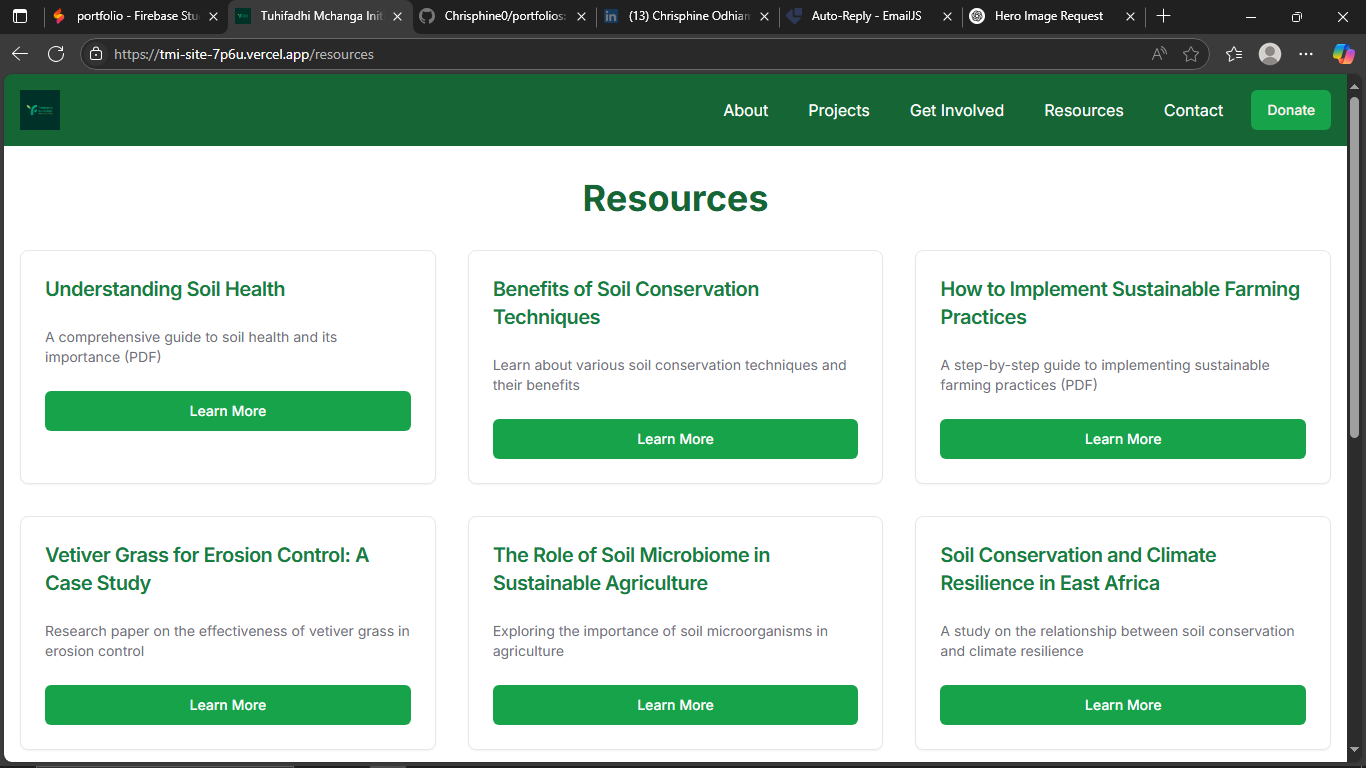 portfolio - Firebase Stu
Tuhifadhi Mchanga Init
Chrisphine0/portfolios:
(13) Chrisphine Odhiam
Auto-Reply - EmailJS
Hero Image Request
https://tmi-site-7p6u.vercel.app/resources
About
Projects
Get Involved
Resources
Contact
Donate
Resources
Understanding Soil Health
A comprehensive guide to soil health and its
importance (PDF)
Learn More
Benefits of Soil Conservation
Techniques
Learn about various soil conservation techniques and
their benefits
Learn More
How to Implement Sustainable Farming
Practices
A step-by-step guide to implementing sustainable
farming practices (PDF)
Learn More
Vetiver Grass for Erosion Control: A
Case Study
Research paper on the effectiveness of vetiver grass in
erosion control
Learn More
The Role of Soil Microbiome in
Sustainable Agriculture
Exploring the importance of soil microorganisms in
agriculture
Learn More
Soil Conservation and Climate
Resilience in East Africa
A study on the relationship between soil conservation
and climate resilience
Learn More